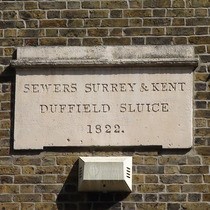 SEWERS SURREY & KENT
DUFFIELD SLUICE
1822.